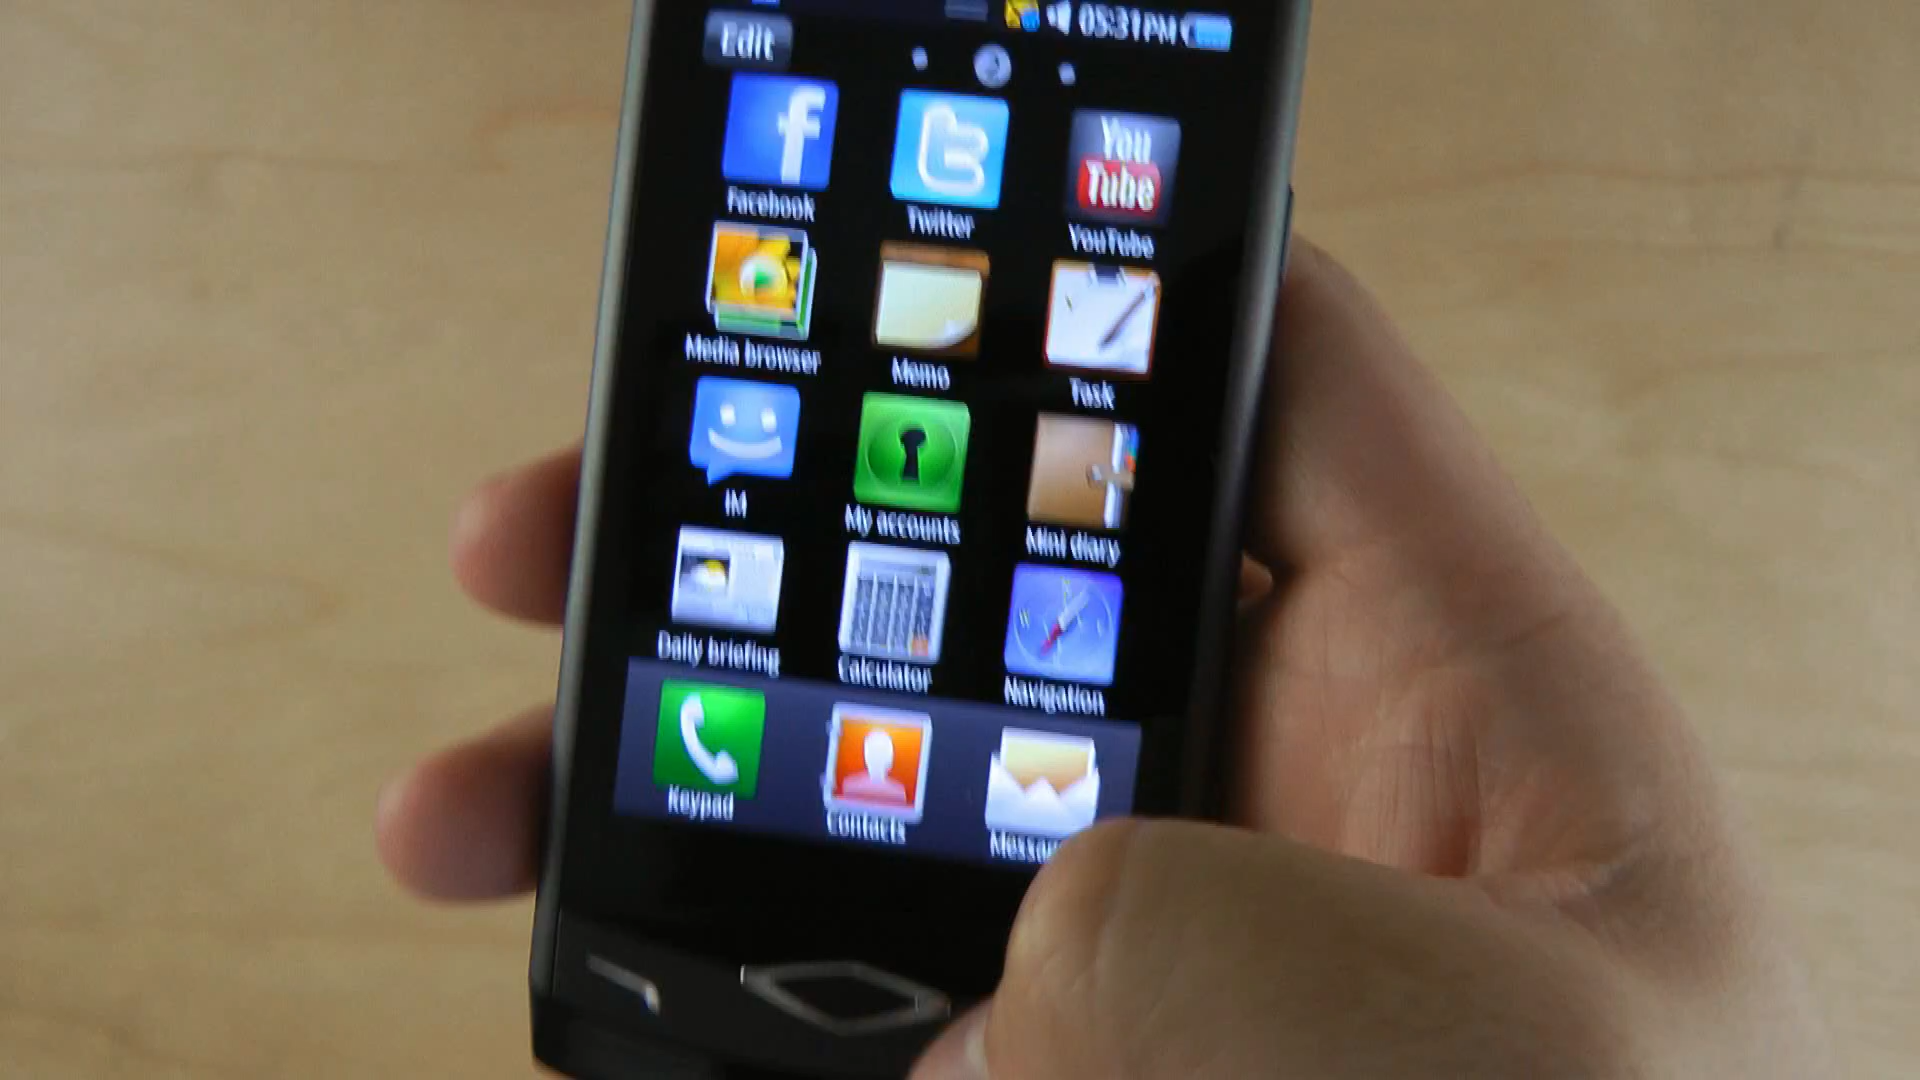 05:31PM
Edit
2
f
t
You
Tube
Facebook
Twitter
YouTube
Media browser
Memo
Task
IM
My accounts
Mini diary
Daily briefing
Calculator
Navigation
Keypad
Contacts